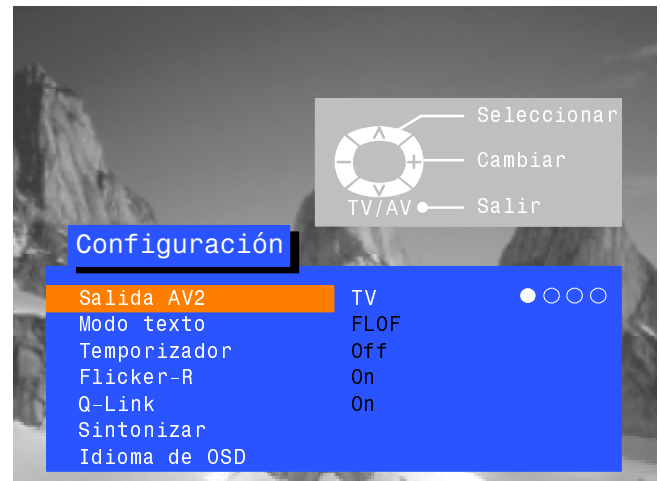 Seleccionar
Cambiar
TV/AV Salir
Configuración
Salida AV2 TV
Modo texto FLOF
Temporizador Off
Flicker-R On
Q-Link On
Sintonizar
Idioma de OSD